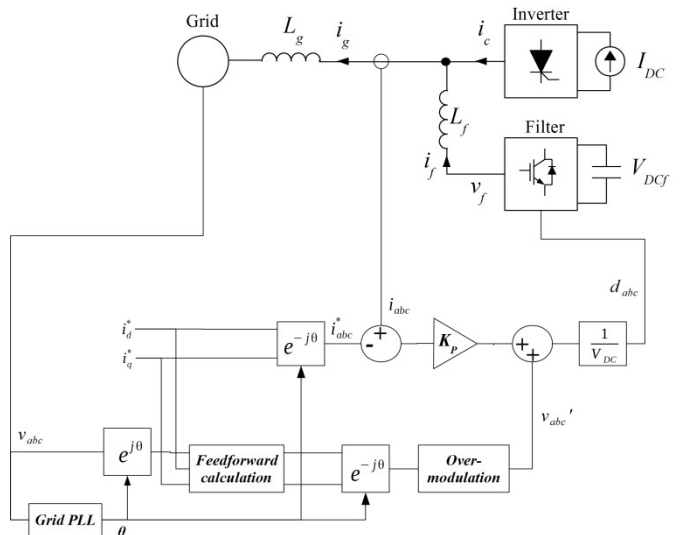 Grid
L_g
i_g
i_c
Inverter
I_DC
L_f
Filter
i_f
v_f
V_DCf
d_abc
i_d^*
i_q^*
e^{-jθ}
i_abc^*
i_abc
-
+
K_P
+
+
1
V_DC
v_abc
e^{jθ}
Feedforward
calculation
e^{-jθ}
Over-
modulation
v_abc'
Grid PLL
θ